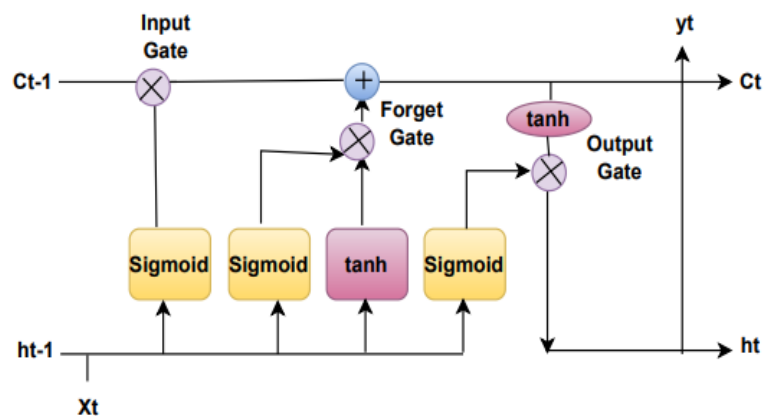 yt
Input
Gate
Ct-1
+
Ct
Forget
Gate
tanh
Output
Gate
Sigmoid
Sigmoid
tanh
Sigmoid
ht-1
ht
Xt